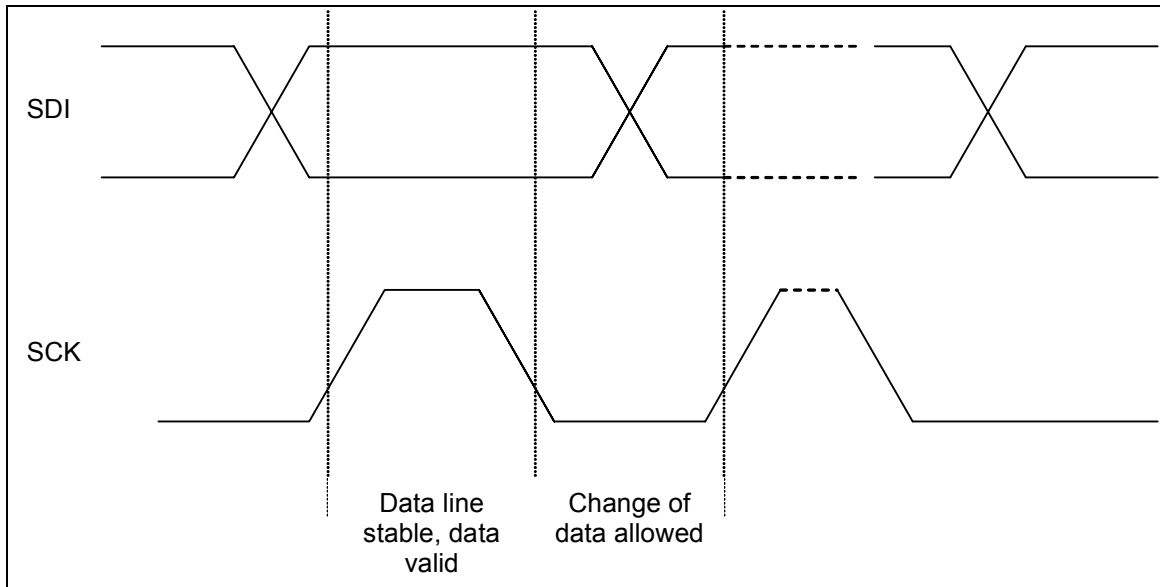 SDI
SCK
Data line
stable, data
valid
Change of
data allowed